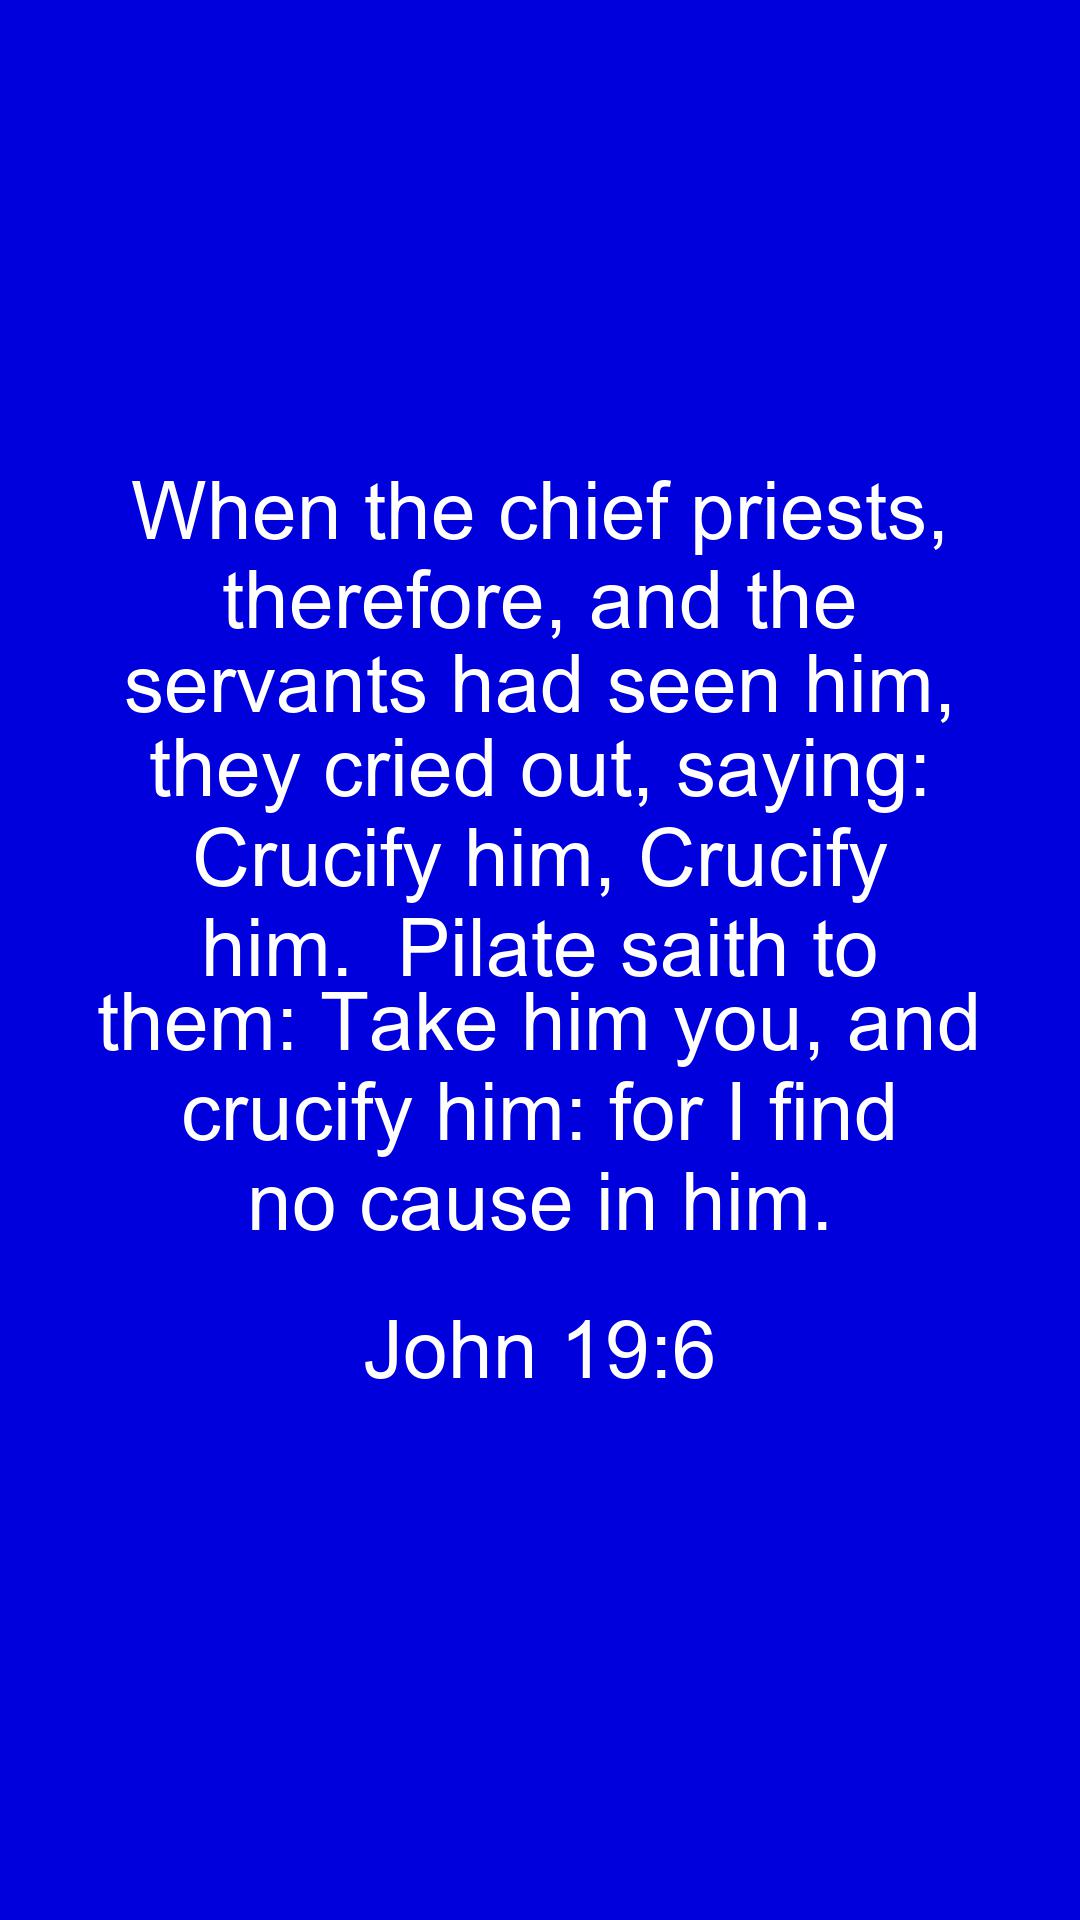 When the chief priests,
therefore, and the
servants had seen him,
they cried out, saying:
Crucify him, Crucify
him.  Pilate saith to
them: Take him you, and
crucify him: for I find
no cause in him.
John 19:6